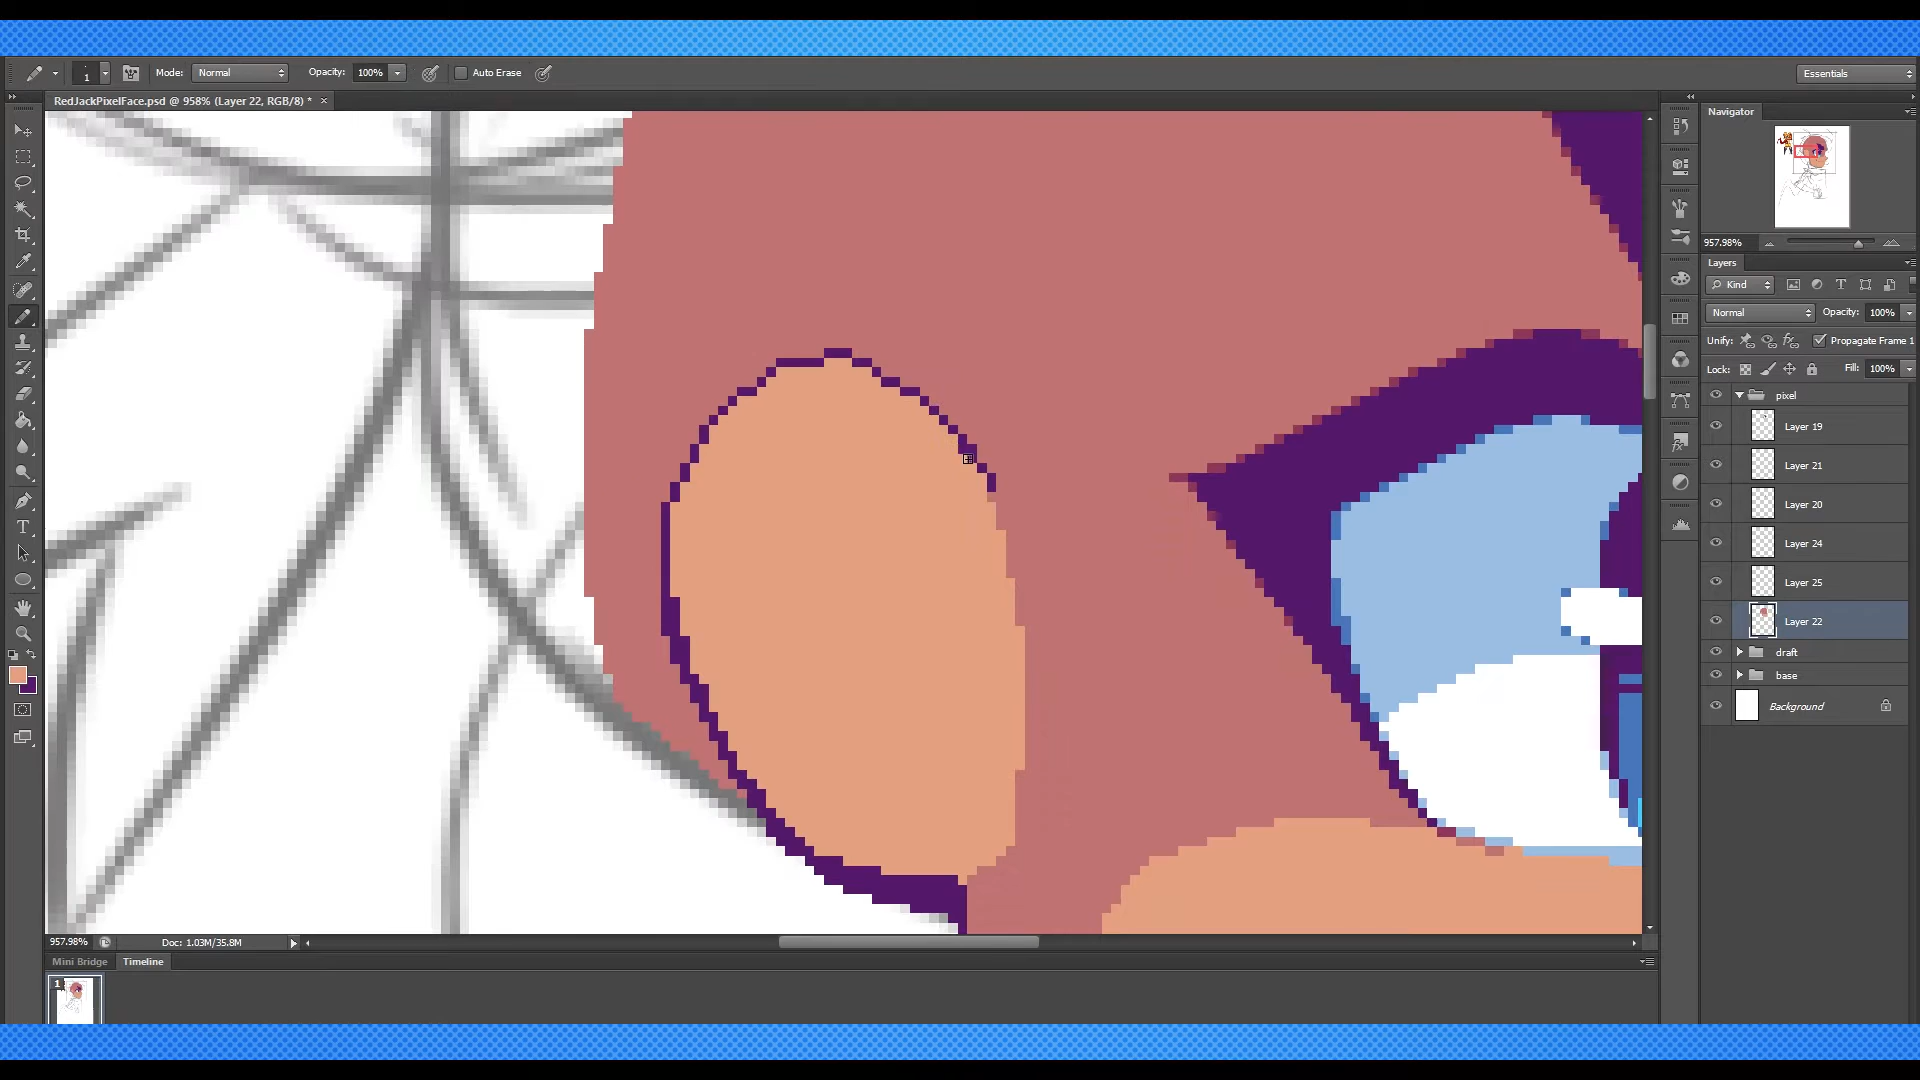 1
Mode: Normal
Opacity: 100%
Auto Erase
Essentials
RedJackPixelFace.psd @ 958% (Layer 22, RGB/8) *
Navigator
957.98%
Layers
Kind
Normal
Opacity: 100%
Unify:
Propagate Frame 1
Lock:
Fill: 100%
pixel
Layer 19
Layer 21
Layer 20
Layer 24
Layer 25
Layer 22
draft
base
Background
957.98%
Doc: 1.03M/35.8M
Mini Bridge
Timeline
1